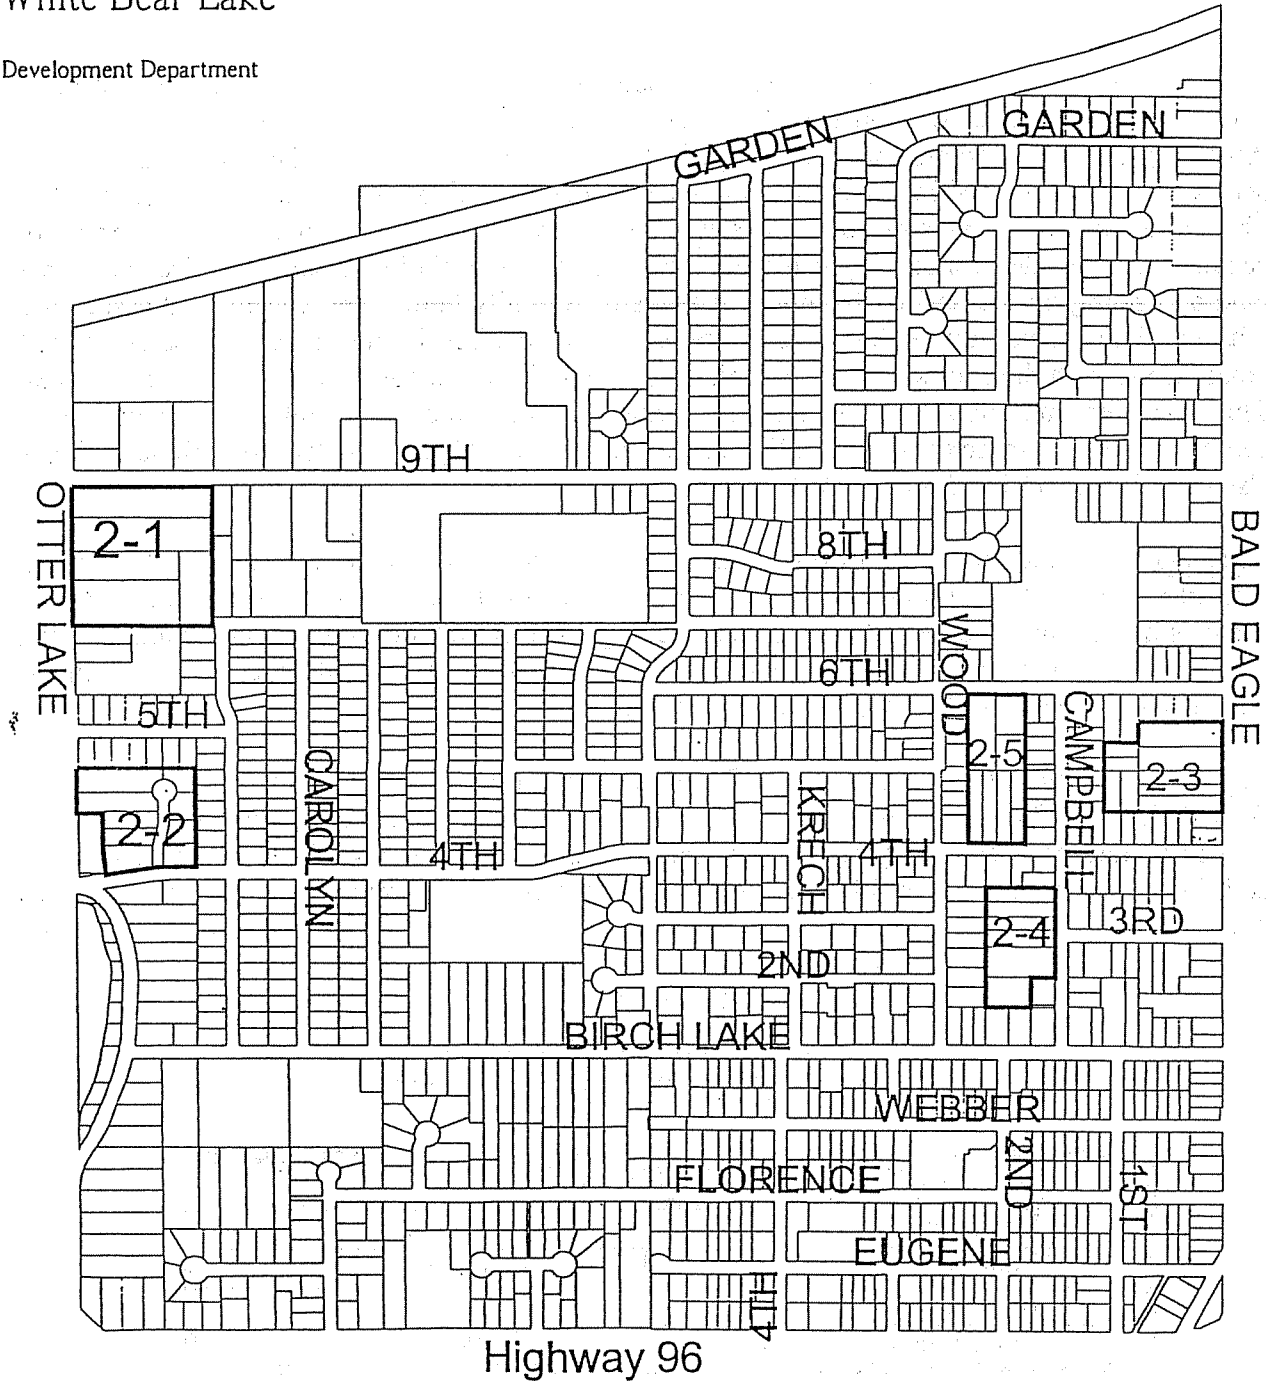 White Bear Lake
Development Department
GARDEN
GARDEN
9TH
OTTER LAKE
2-1
8TH
BALD EAGLE
WOOD
6TH
5TH
CAMPBELL
2-5
2-3
CAROLYN
KRECH
2-2
4TH
4TH
2-4
3RD
2ND
BIRCH LAKE
WEBBER
2ND
FLORENCE
1ST
EUGENE
4TH
Highway 96